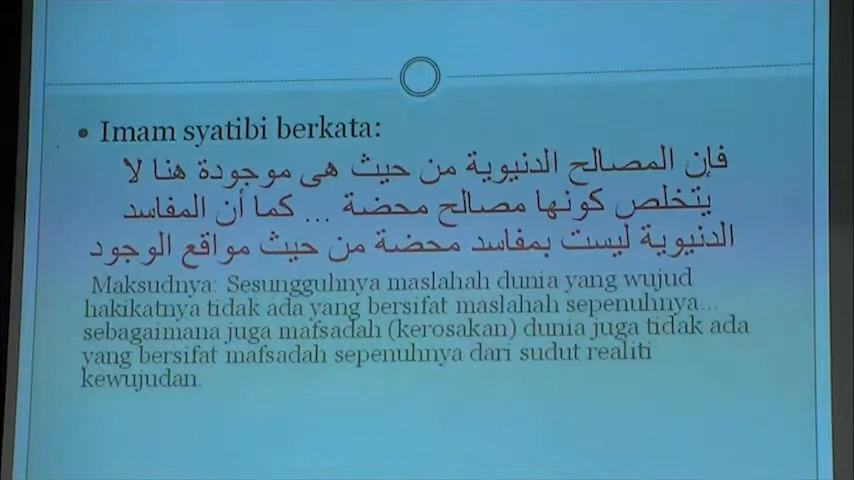 • Imam syatibi berkata:
فإن المصالح الدنيوية من حيث هى موجودة هنا لا
يتخلص كونها مصالح محضة ... كما أن المفاسد
الدنيوية ليست بمفاسد محضة من حيث مواقع الوجود
Maksudnya: Sesungguhnya maslahah dunia yang wujud
hakikatnya tidak ada yang bersifat maslahah sepenuhnya...
sebagaimana juga mafsadah (kerosakan) dunia juga tidak ada
yang bersifat mafsadah sepenuhnya dari sudut realiti
kewujudan.